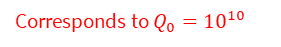 Corresponds to Q₀ = 10¹⁰